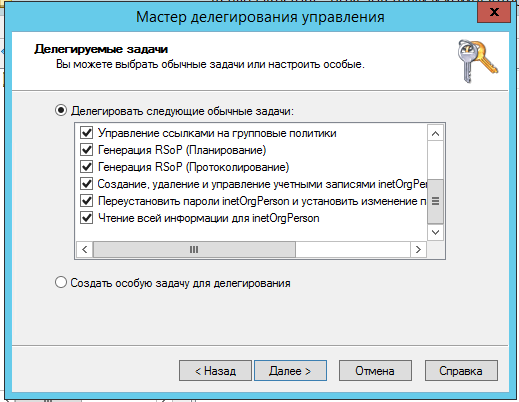 Мастер делегирования управления
x
Делегируемые задачи
Вы можете выбрать обычные задачи или настроить особые.
Делегировать следующие обычные задачи:
Управление ссылками на групповые политики
Генерация RSoP (Планирование)
Генерация RSoP (Протоколирование)
Создание, удаление и управление учетными записями inetOrgPer
Переустановить пароли inetOrgPerson и установить изменение п
Чтение всей информации для inetOrgPerson
Создать особую задачу для делегирования
< Назад
Далее >
Отмена
Справка